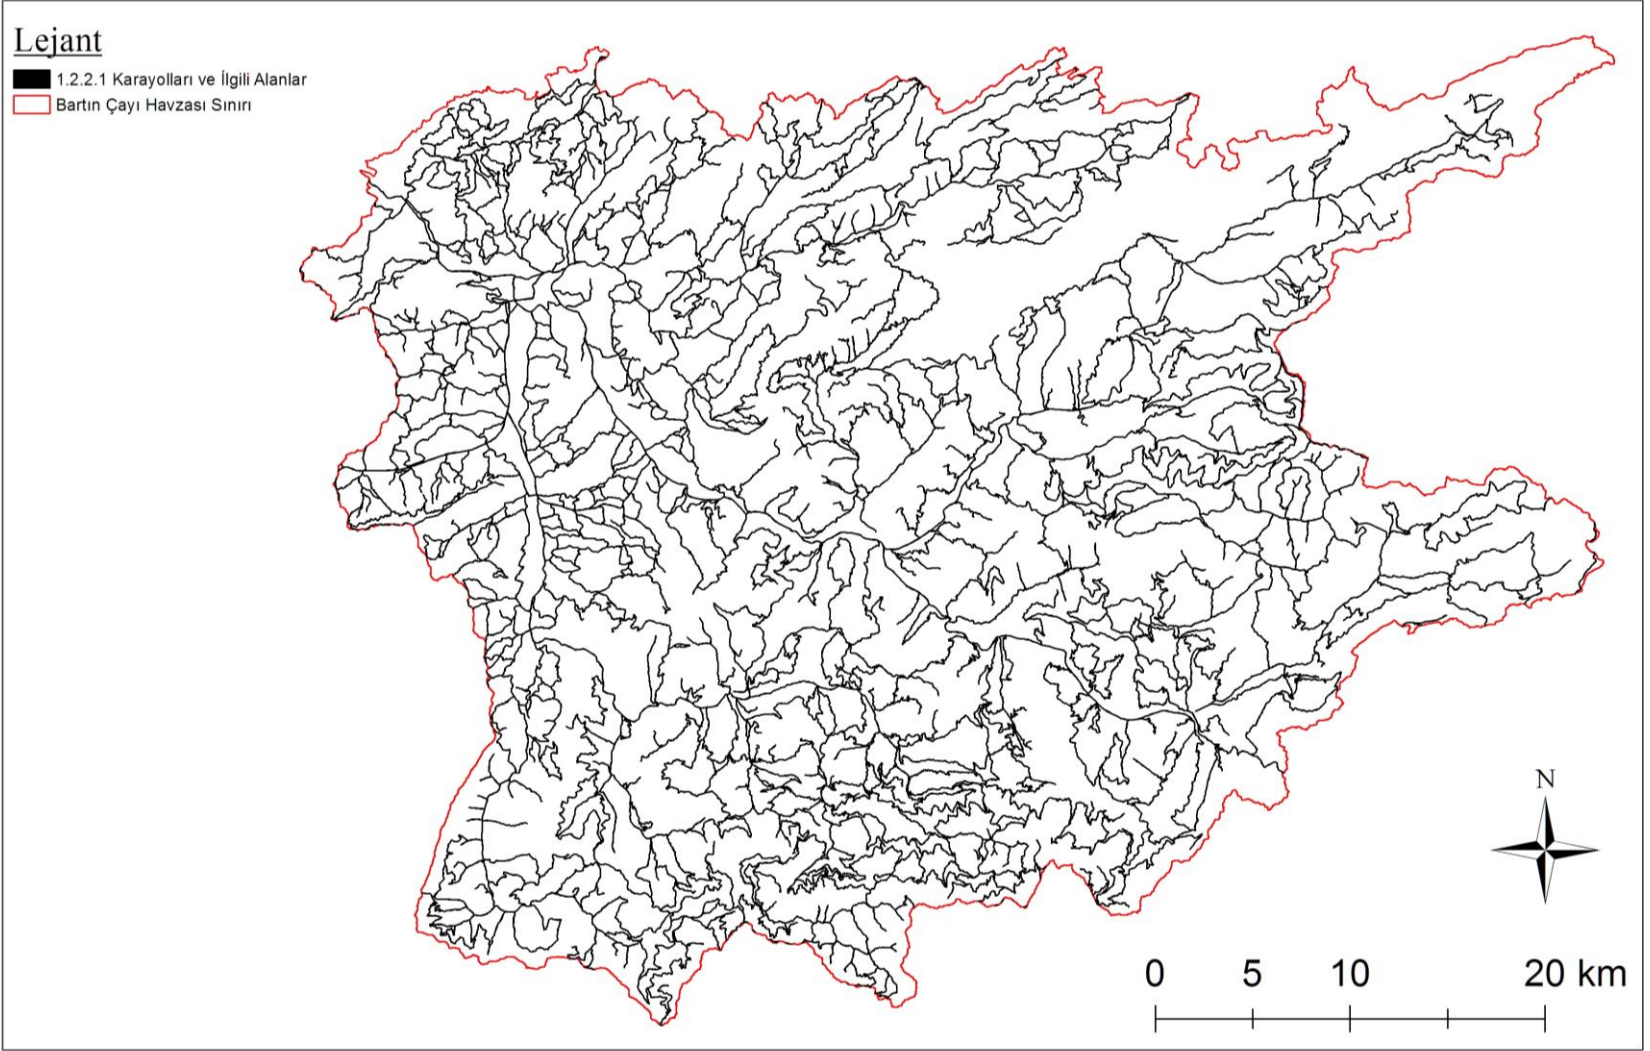 Lejant
1.2.2.1 Karayolları ve İlgili Alanlar
Bartın Çayı Havzası Sınırı
N
0 5 10 20 km